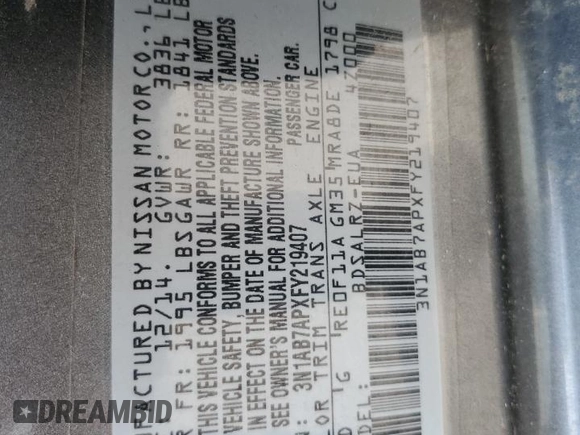 FACTURED BY NISSAN MOTOR CO., L
12/14. GVWR: 3836 LB
R FR: 1995 LBS GAWR RR: 1841 LB
THIS VEHICLE CONFORMS TO ALL APPLICABLE FEDERAL MOTOR
VEHICLE SAFETY, BUMPER AND THEFT PREVENTION STANDARDS
IN EFFECT ON THE DATE OF MANUFACTURE SHOWN ABOVE.
SEE OWNER'S MANUAL FOR ADDITIONAL INFORMATION.
N: 3N1AB7APXFY219407 PASSENGER CAR.
OR TRIM TRANS AXLE ENGINE
D G RE0F11A GM35 MRA8DE 1798 C
DEL: BDSALRZ-EUA 4Z000
3N1AB7APXFY219407
DREAMBID